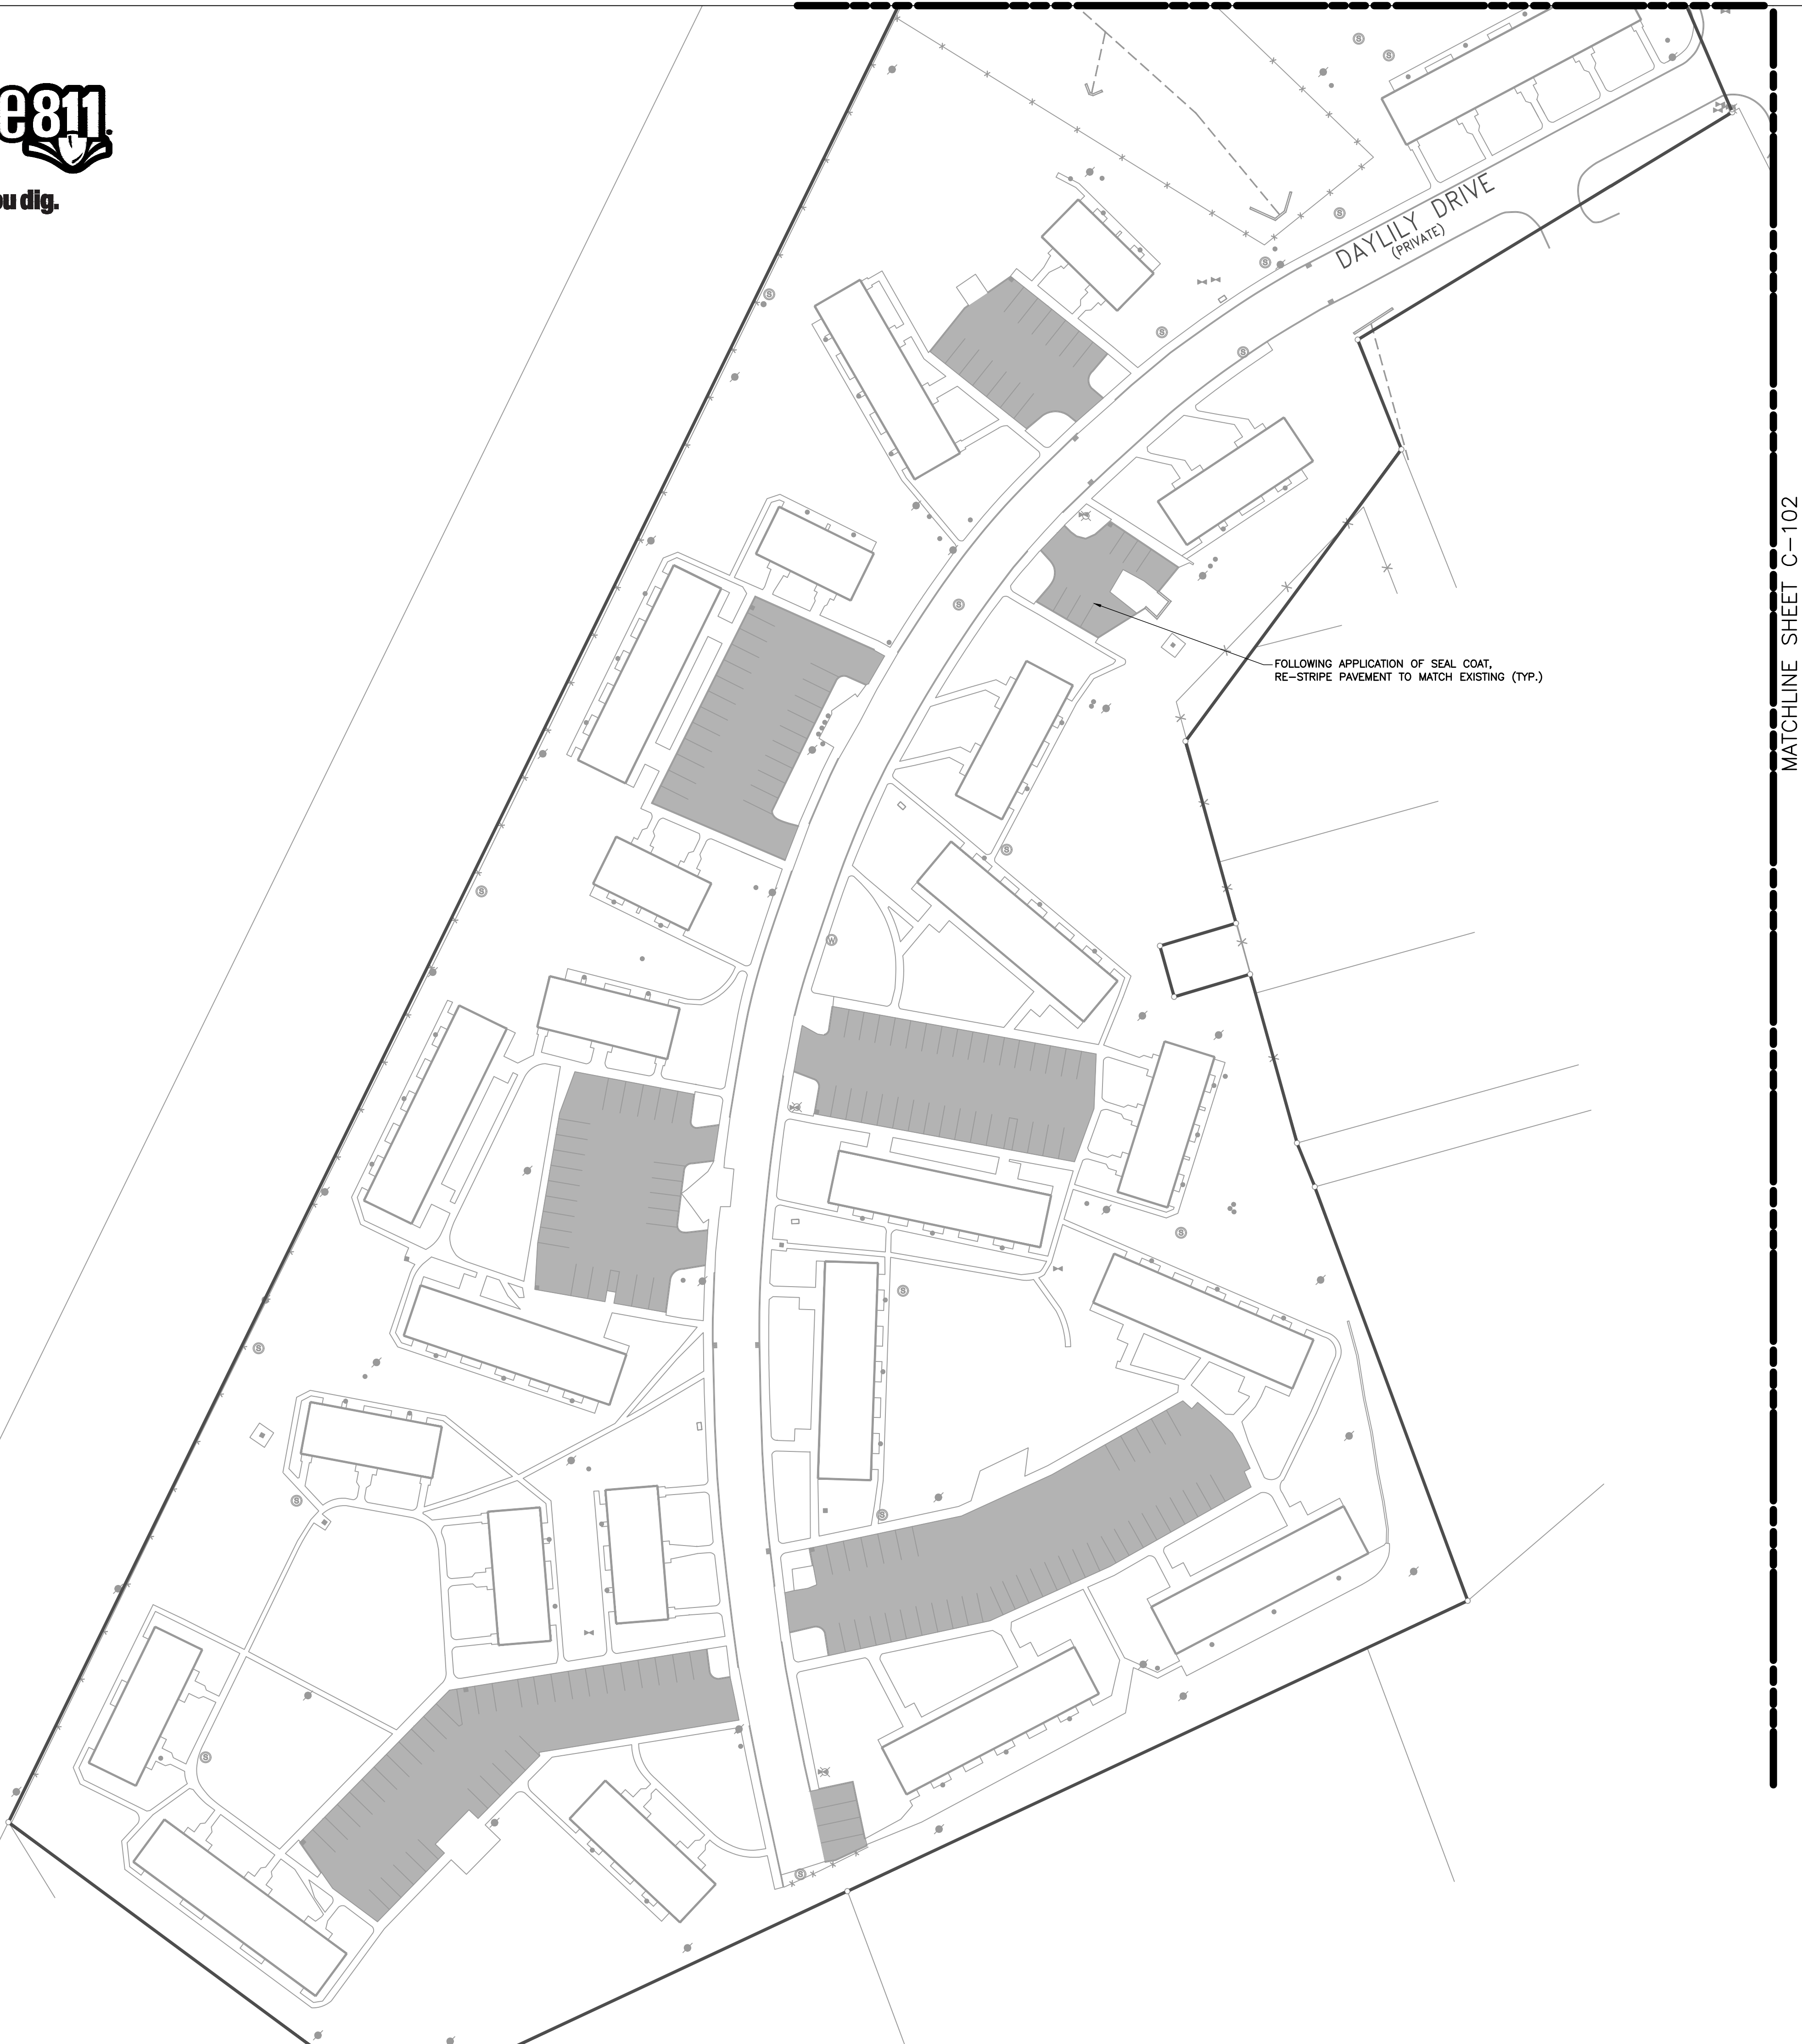 e811
ou dig.
DAYLILY DRIVE
(PRIVATE)
FOLLOWING APPLICATION OF SEAL COAT,
RE-STRIPE PAVEMENT TO MATCH EXISTING (TYP.)
MATCHLINE SHEET C-102
S
S
S
S
S
S
S
S
S
S
W
S
S
S
S
S
S
S
S